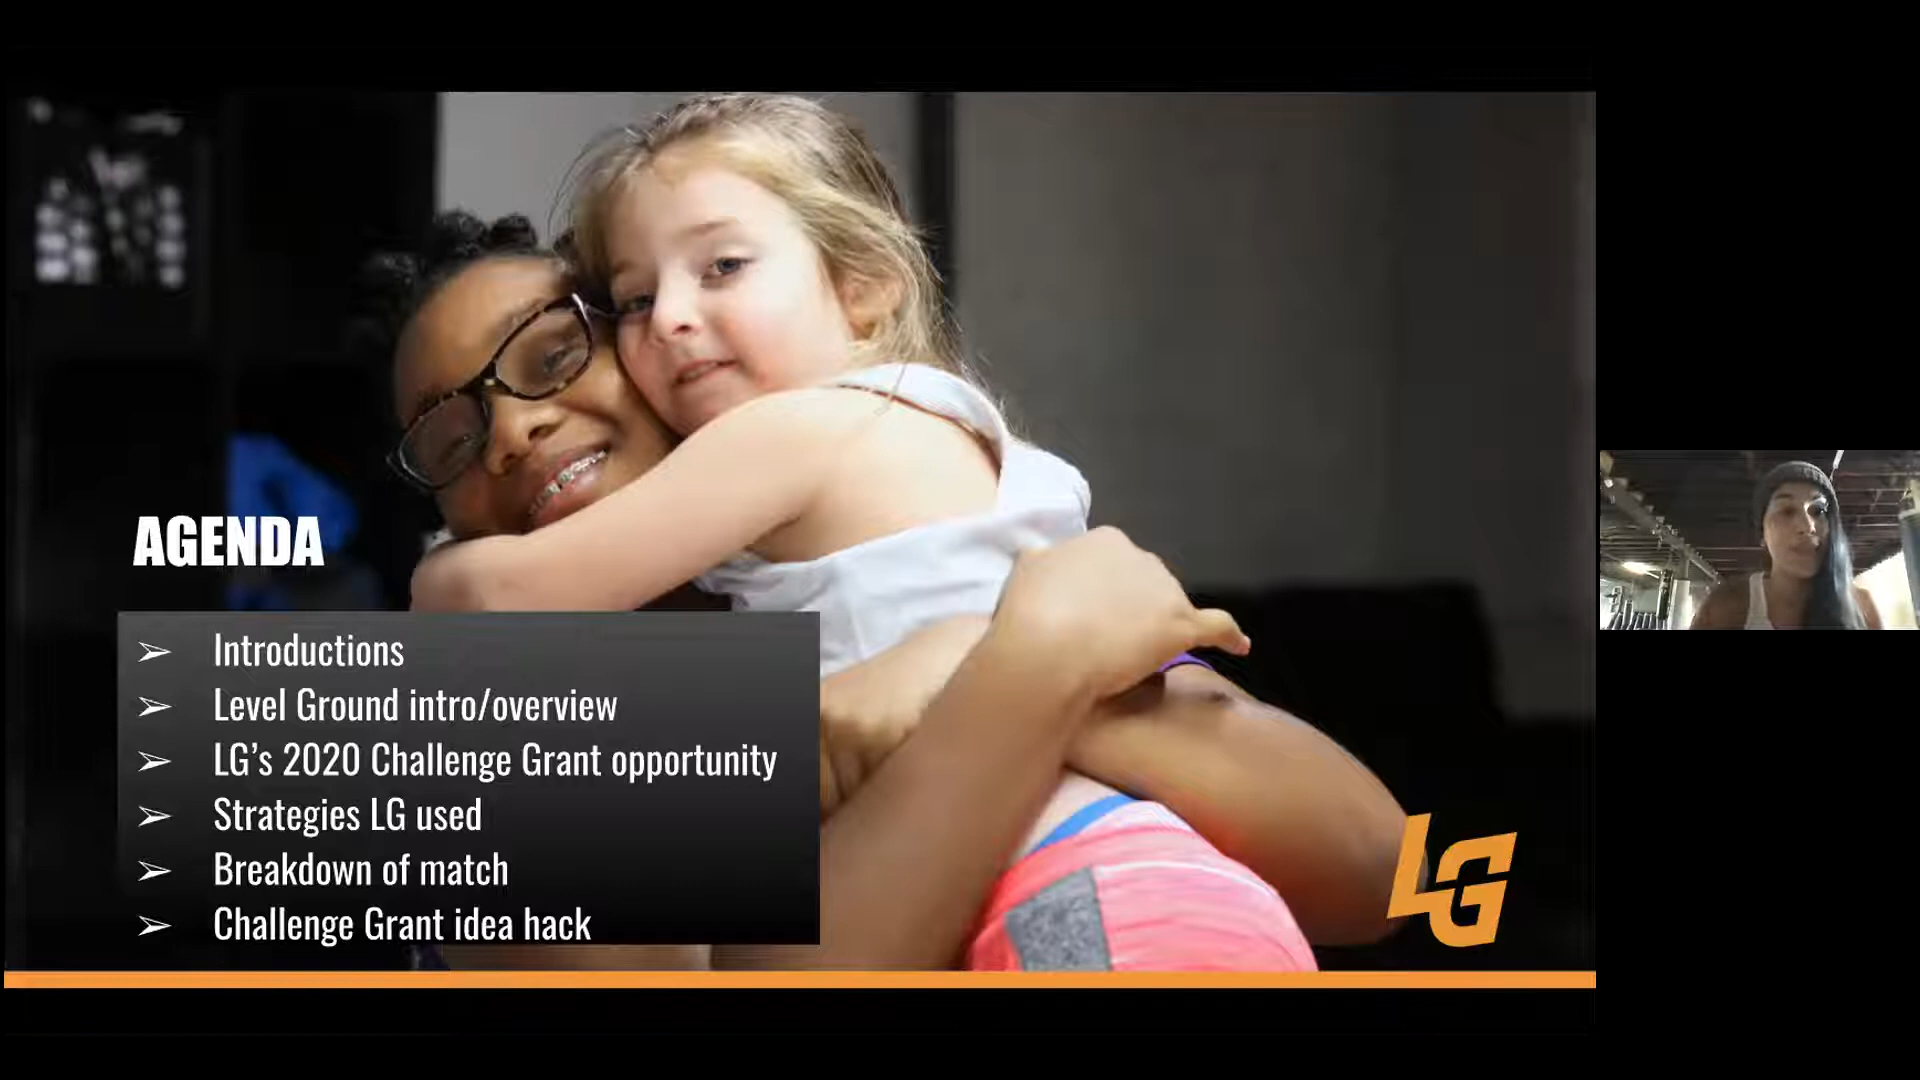 AGENDA
➢ Introductions
➢ Level Ground intro/overview
➢ LG’s 2020 Challenge Grant opportunity
➢ Strategies LG used
➢ Breakdown of match
➢ Challenge Grant idea hack
LG